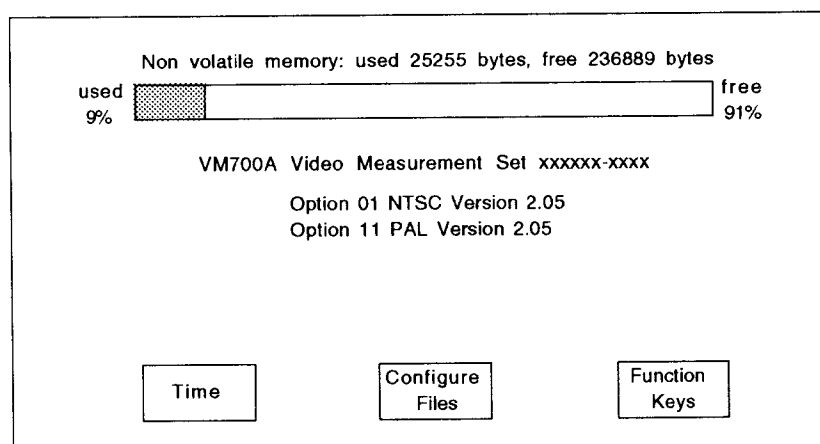 Non volatile memory: used 25255 bytes, free 236889 bytes
used
9%
free
91%
VM700A Video Measurement Set xxxxxx-xxxx
Option 01 NTSC Version 2.05
Option 11 PAL Version 2.05
Time
Configure
Files
Function
Keys